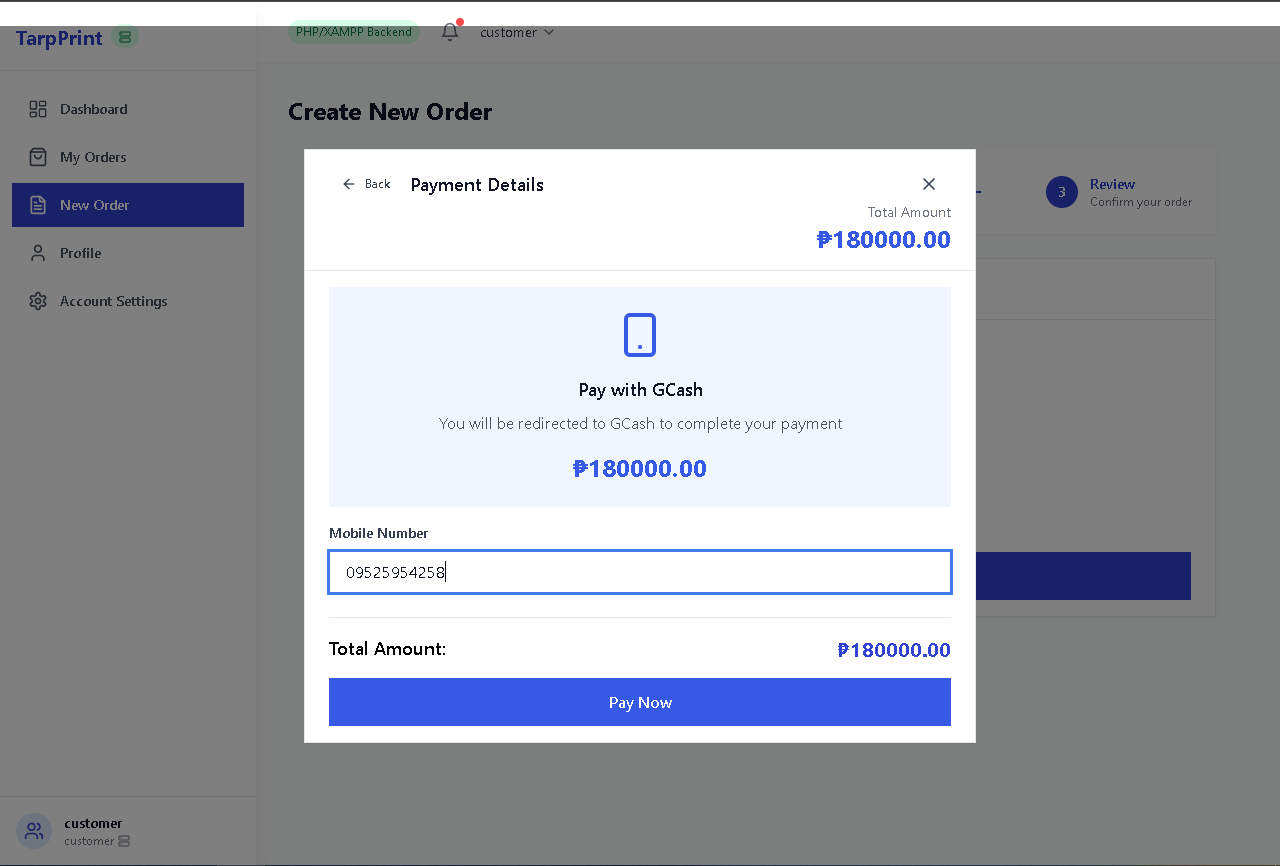 TarpPrint
PHP/XAMPP Backend
customer
Dashboard
My Orders
New Order
Profile
Account Settings
customer
customer
Create New Order
3
Review
Confirm your order
Back
Payment Details
Total Amount
₱180000.00
Pay with GCash
You will be redirected to GCash to complete your payment
₱180000.00
Mobile Number
09525954258
Total Amount:
₱180000.00
Pay Now